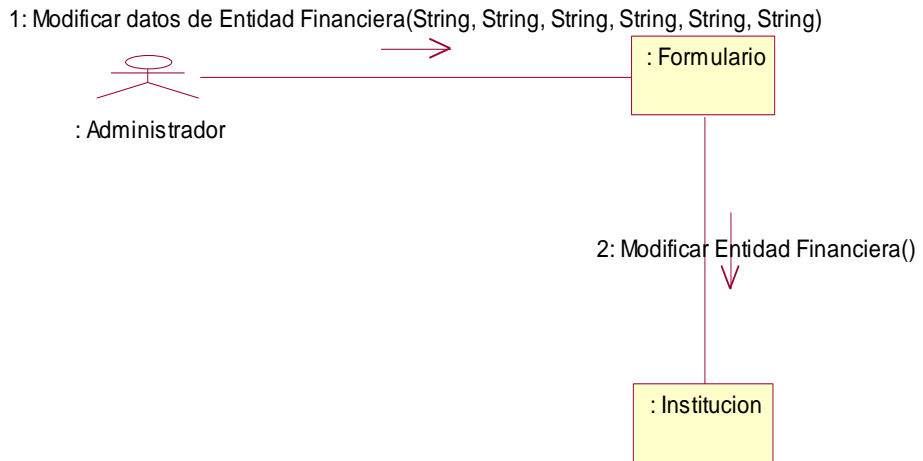 1: Modificar datos de Entidad Financiera(String, String, String, String, String, String)
: Formulario
: Administrador
2: Modificar Entidad Financiera()
: Institucion